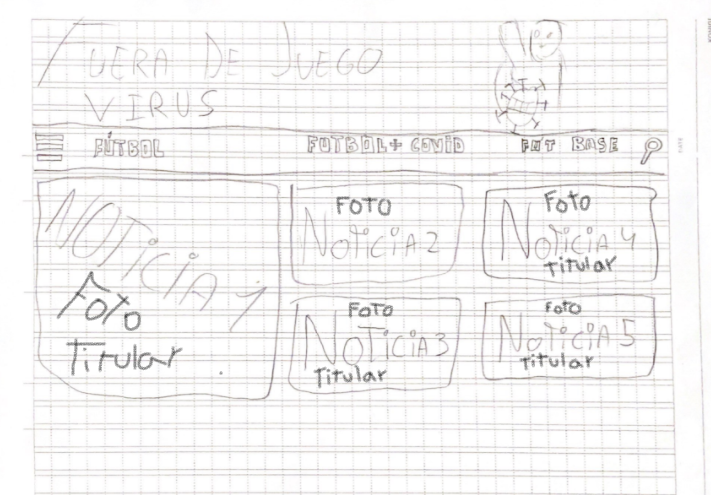 FUERA DE JUEGO
VIRUS
FÚTBOL
FUTBOL + COVID
FUT BASE
NOTICIA 1
FOTO
Titular
FOTO
NOTICIA 2
FOTO
NOTICIA 3
Titular
FOTO
NOTICIA 4
Titular
FOTO
NOTICIA 5
Titular